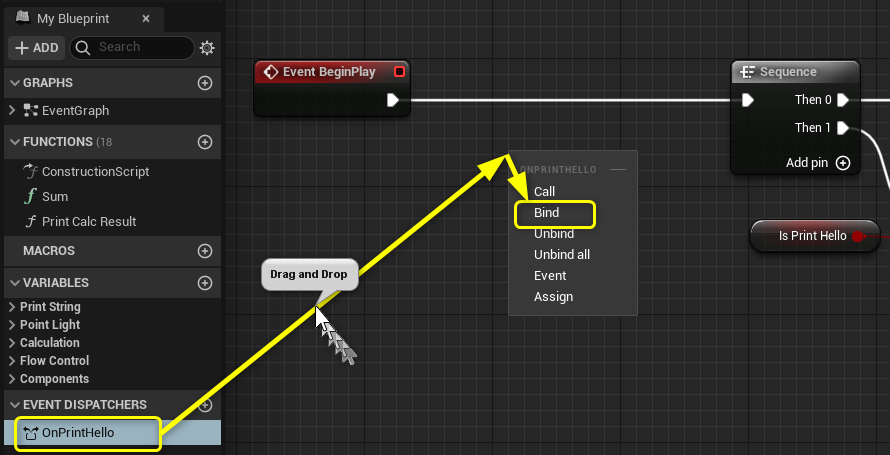 My Blueprint
ADD
Search
GRAPHS
EventGraph
FUNCTIONS (18
ConstructionScript
Sum
Print Calc Result
MACROS
VARIABLES
Print String
Point Light
Calculation
Flow Control
Components
EVENT DISPATCHERS
OnPrintHello
Event BeginPlay
Drag and Drop
ONPRINTHELLO
Call
Bind
Unbind
Unbind all
Event
Assign
Sequence
Then 0
Then 1
Add pin
Is Print Hello